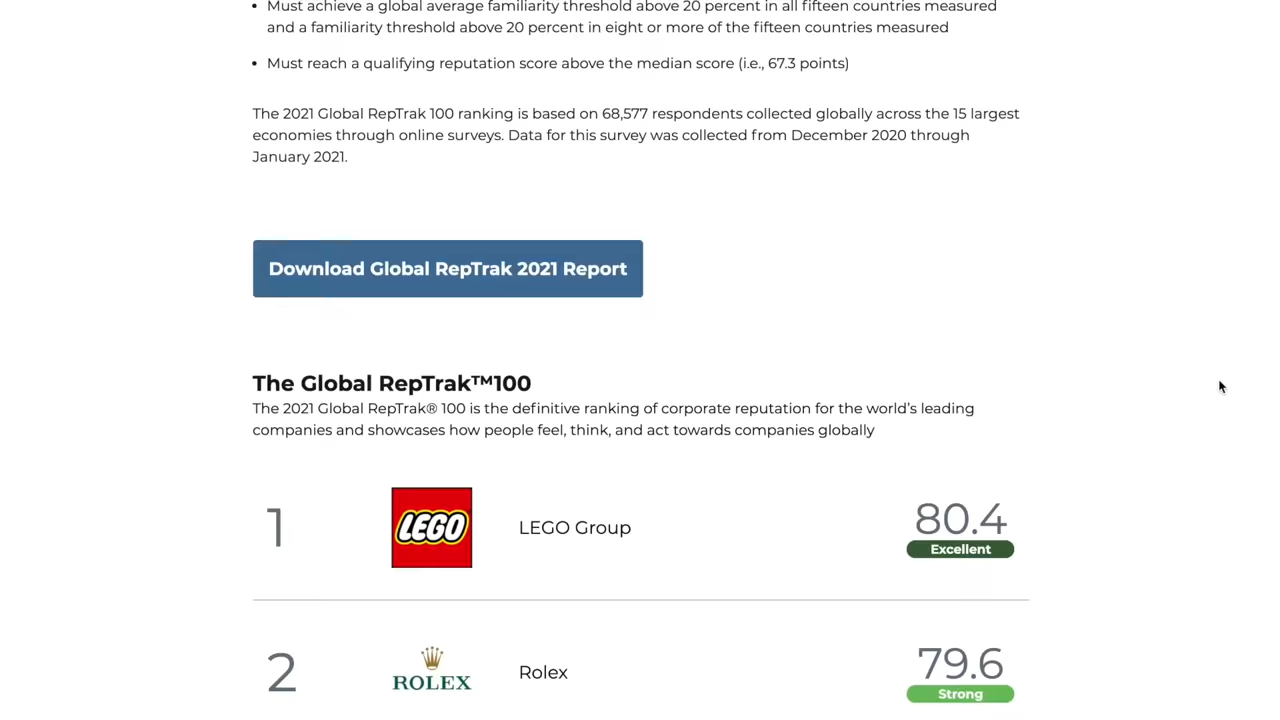 • Must achieve a global average familiarity threshold above 20 percent in all fifteen countries measured
and a familiarity threshold above 20 percent in eight or more of the fifteen countries measured
• Must reach a qualifying reputation score above the median score (i.e., 67.3 points)
The 2021 Global RepTrak 100 ranking is based on 68,577 respondents collected globally across the 15 largest
economies through online surveys. Data for this survey was collected from December 2020 through
January 2021.
Download Global RepTrak 2021 Report
The Global RepTrak™100
The 2021 Global RepTrak® 100 is the definitive ranking of corporate reputation for the world's leading
companies and showcases how people feel, think, and act towards companies globally
1 LEGO LEGO Group 80.4
Excellent
2 ROLEX Rolex 79.6
Strong